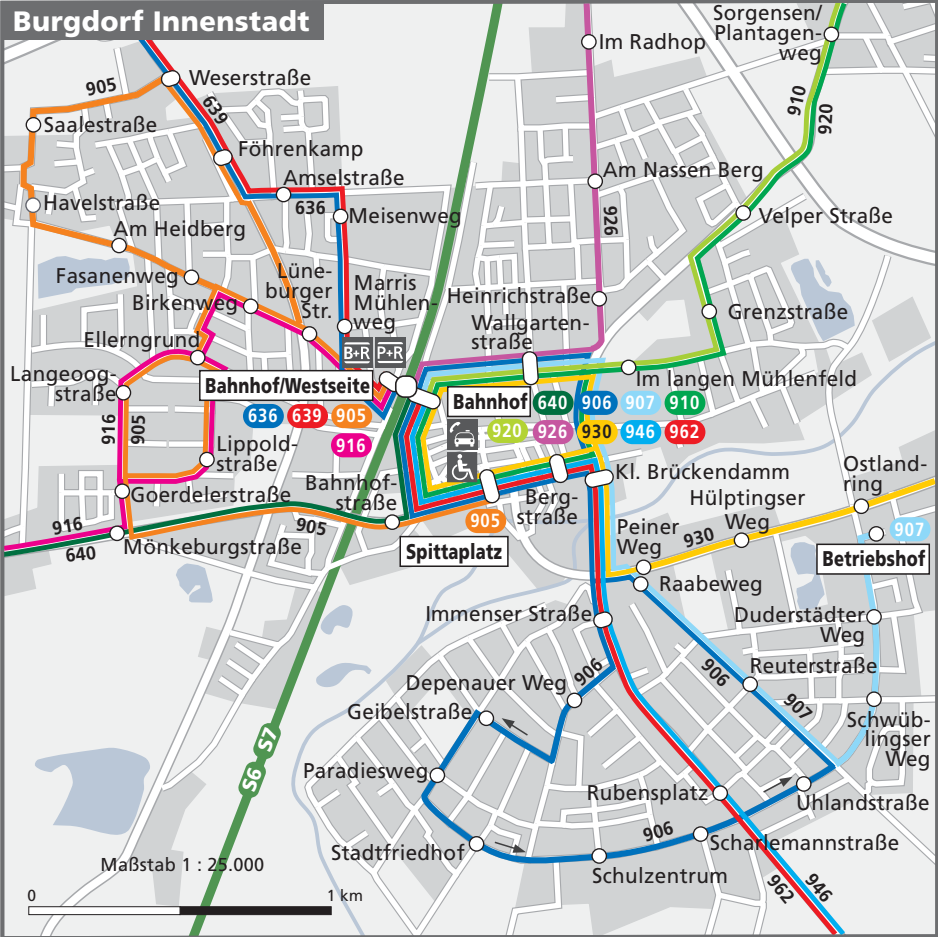 Burgdorf Innenstadt
Sorgensen/
Plantagen-
weg
Im Radhop
905
Weserstraße
639
910
920
Saalestraße
Föhrenkamp
Amselstraße
636
Am Nassen Berg
Havelstraße
Meisenweg
926
Velper Straße
Am Heidberg
Fasanenweg
Lüne-
burger
Str.
Marris
Mühlen-
weg
Birkenweg
Heinrichstraße
Wallgarten-
straße
Grenzstraße
Ellerngrund
B+R
P+R
Langeoog-
straße
Bahnhof/Westseite
636 639 905
916
Im langen Mühlenfeld
Bahnhof 640 906 907 910
920 926 930 946 962
916
905
Lippold-
straße
Goerdelerstraße
Bahnhof-
straße
Kl. Brückendamm
Ostland-
ring
Hülptingser
Weg
Berg-
straße
905
916
640
905
Mönkeburgstraße
Spittaplatz
Peiner
Weg
930
907
Betriebshof
Raabeweg
Immenser Straße
Duderstädter
Weg
906
906
Reuterstraße
907
Depenauer Weg
Geibelstraße
Schwüb-
lingser
Weg
S6 S7
Paradiesweg
Rubensplatz
Uhlandstraße
906
Scharlemannstraße
Stadtfriedhof
Schulzentrum
Maßstab 1 : 25.000
0 1 km
962
946